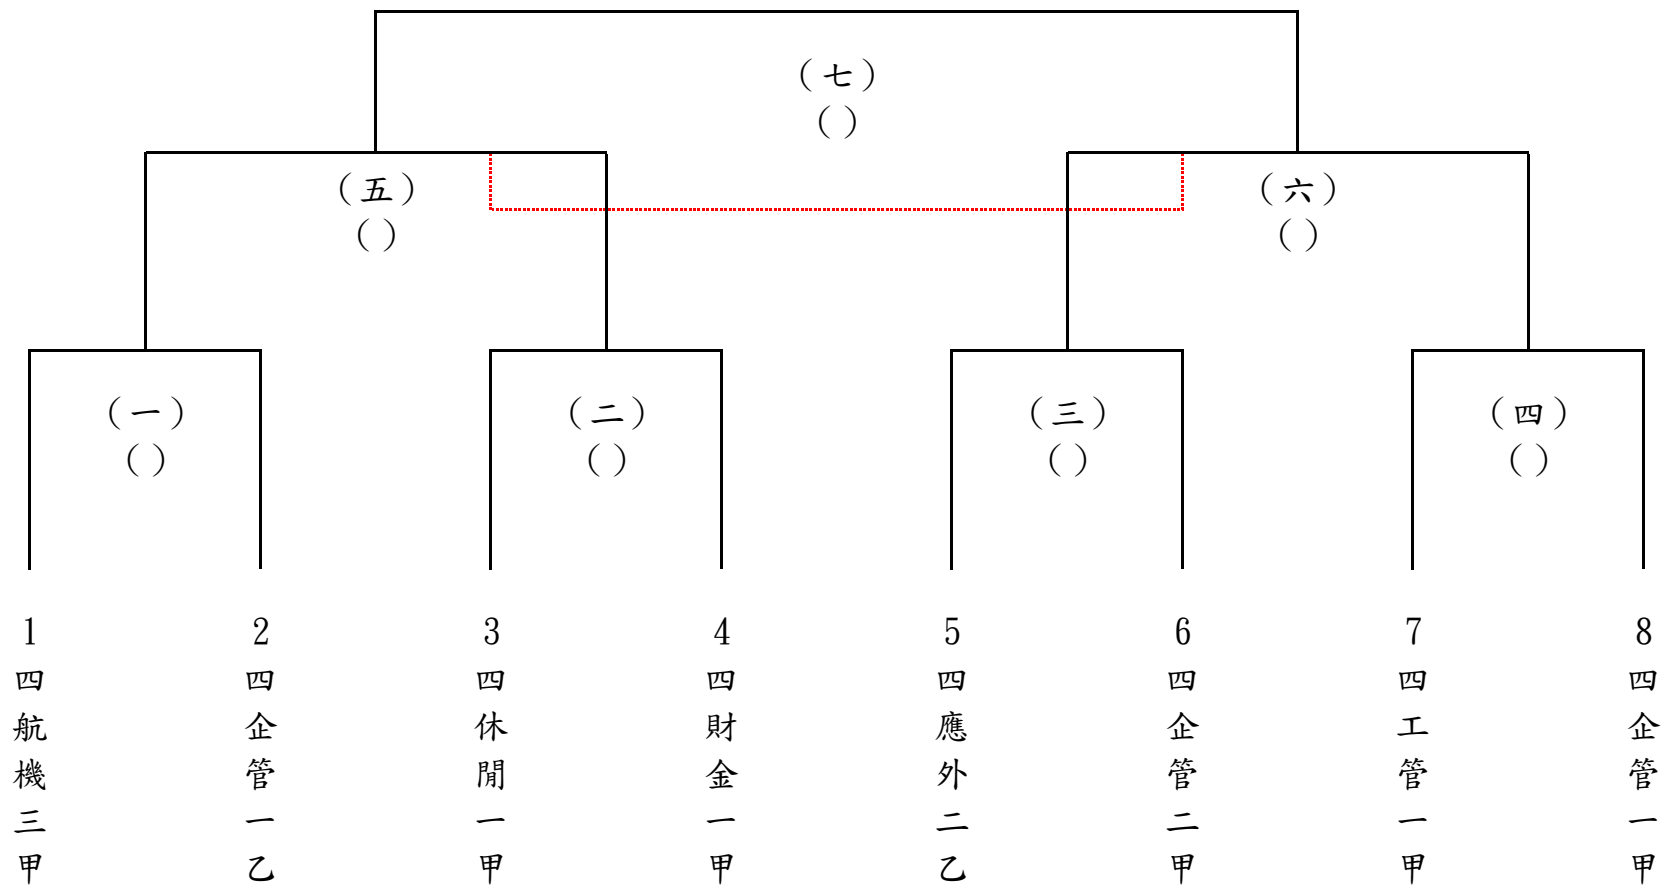 （七）
( )
（五）
( )
（六）
( )
（一）
( )
（二）
( )
（三）
( )
（四）
( )
1四航機三甲
2四企管一乙
3四休閒一甲
4四財金一甲
5四應外二乙
6四企管二甲
7四工管一甲
8四企管一甲